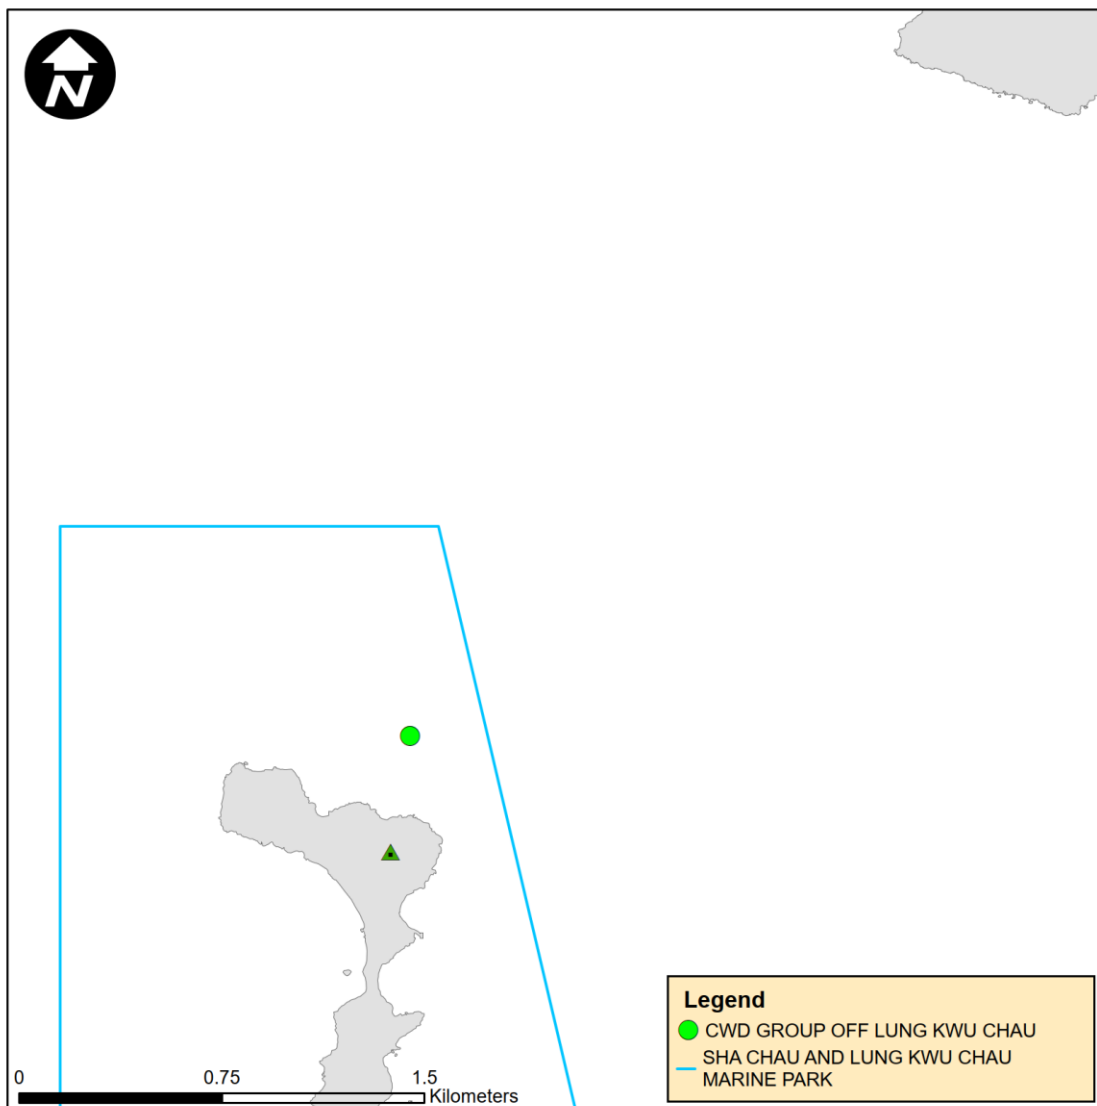 N
Legend
CWD GROUP OFF LUNG KWU CHAU
SHA CHAU AND LUNG KWU CHAU
MARINE PARK
0 0.75 1.5
Kilometers